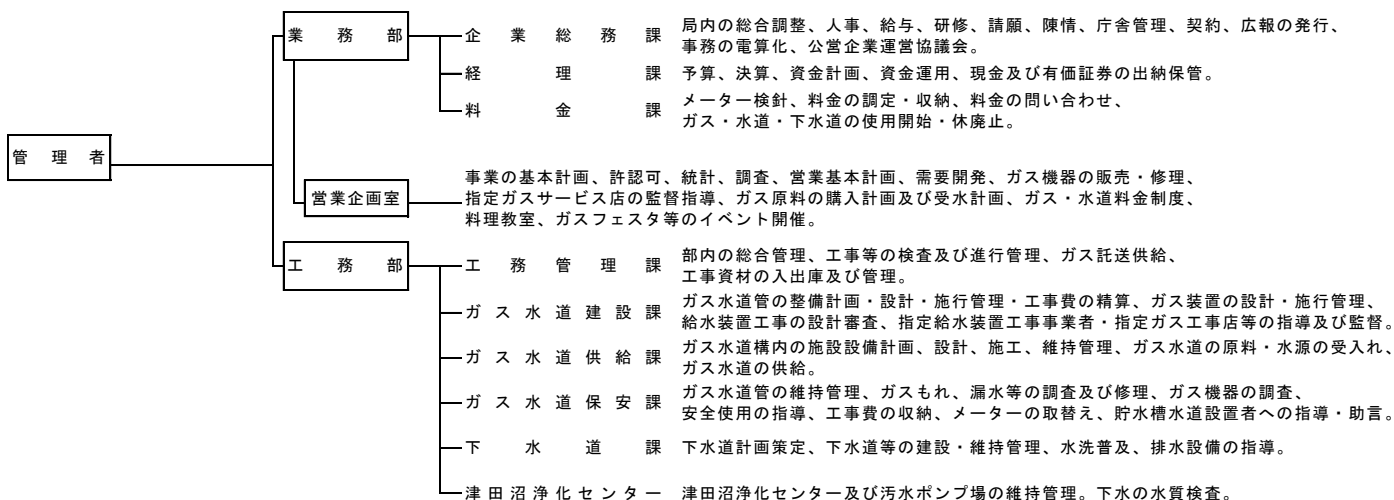 管理者
業務部
企業総務課
局内の総合調整、人事、給与、研修、請願、陳情、庁舎管理、契約、広報の発行、
事務の電算化、公営企業運営協議会。
経理課
予算、決算、資金計画、資金運用、現金及び有価証券の出納保管。
料金課
メーター検針、料金の調定・収納、料金の問い合わせ、
ガス・水道・下水道の使用開始・休廃止。
営業企画室
事業の基本計画、許認可、統計、調査、営業基本計画、需要開発、ガス機器の販売・修理、
指定ガスサービス店の監督指導、ガス原料の購入計画及び受水計画、ガス・水道料金制度、
料理教室、ガスフェスタ等のイベント開催。
工務部
工務管理課
部内の総合管理、工事等の検査及び進行管理、ガス託送供給、
工事資材の入出庫及び管理。
ガス水道建設課
ガス水道管の整備計画・設計・施行管理・工事費の精算、ガス装置の設計・施行管理、
給水装置工事の設計審査、指定給水装置工事事業者・指定ガス工事店等の指導及び監督。
ガス水道供給課
ガス水道構内の施設設備計画、設計、施工、維持管理、ガス水道の原料・水源の受入れ、
ガス水道の供給。
ガス水道保安課
ガス水道管の維持管理、ガスもれ、漏水等の調査及び修理、ガス機器の調査、
安全使用の指導、工事費の収納、メーターの取替え、貯水槽水道設置者への指導・助言。
下水道課
下水道計画策定、下水道等の建設・維持管理、水洗普及、排水設備の指導。
津田沼浄化センター
津田沼浄化センター及び汚水ポンプ場の維持管理。下水の水質検査。